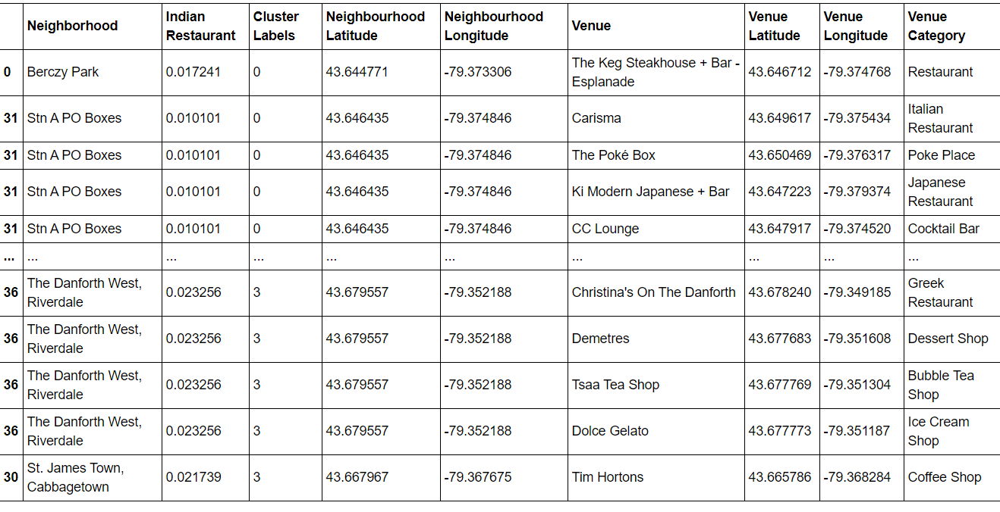 Neighborhood Indian Restaurant Cluster Labels Neighbourhood Latitude Neighbourhood Longitude Venue Venue Latitude Venue Longitude Venue Category
0 Berczy Park 0.017241 0 43.644771 -79.373306 The Keg Steakhouse + Bar - Esplanade 43.646712 -79.374768 Restaurant
31 Stn A PO Boxes 0.010101 0 43.646435 -79.374846 Carisma 43.649617 -79.375434 Italian Restaurant
31 Stn A PO Boxes 0.010101 0 43.646435 -79.374846 The Poké Box 43.650469 -79.376317 Poke Place
31 Stn A PO Boxes 0.010101 0 43.646435 -79.374846 Ki Modern Japanese + Bar 43.647223 -79.379374 Japanese Restaurant
31 Stn A PO Boxes 0.010101 0 43.646435 -79.374846 CC Lounge 43.647917 -79.374520 Cocktail Bar
... ... ... ... ... ... ... ... ... ...
36 The Danforth West, Riverdale 0.023256 3 43.679557 -79.352188 Christina's On The Danforth 43.678240 -79.349185 Greek Restaurant
36 The Danforth West, Riverdale 0.023256 3 43.679557 -79.352188 Demetres 43.677683 -79.351608 Dessert Shop
36 The Danforth West, Riverdale 0.023256 3 43.679557 -79.352188 Tsaa Tea Shop 43.677769 -79.351304 Bubble Tea Shop
36 The Danforth West, Riverdale 0.023256 3 43.679557 -79.352188 Dolce Gelato 43.677773 -79.351187 Ice Cream Shop
30 St. James Town, Cabbagetown 0.021739 3 43.667967 -79.367675 Tim Hortons 43.665786 -79.368284 Coffee Shop